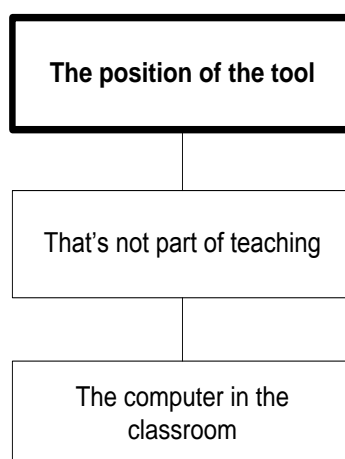 The position of the tool
That's not part of teaching
The computer in the
classroom